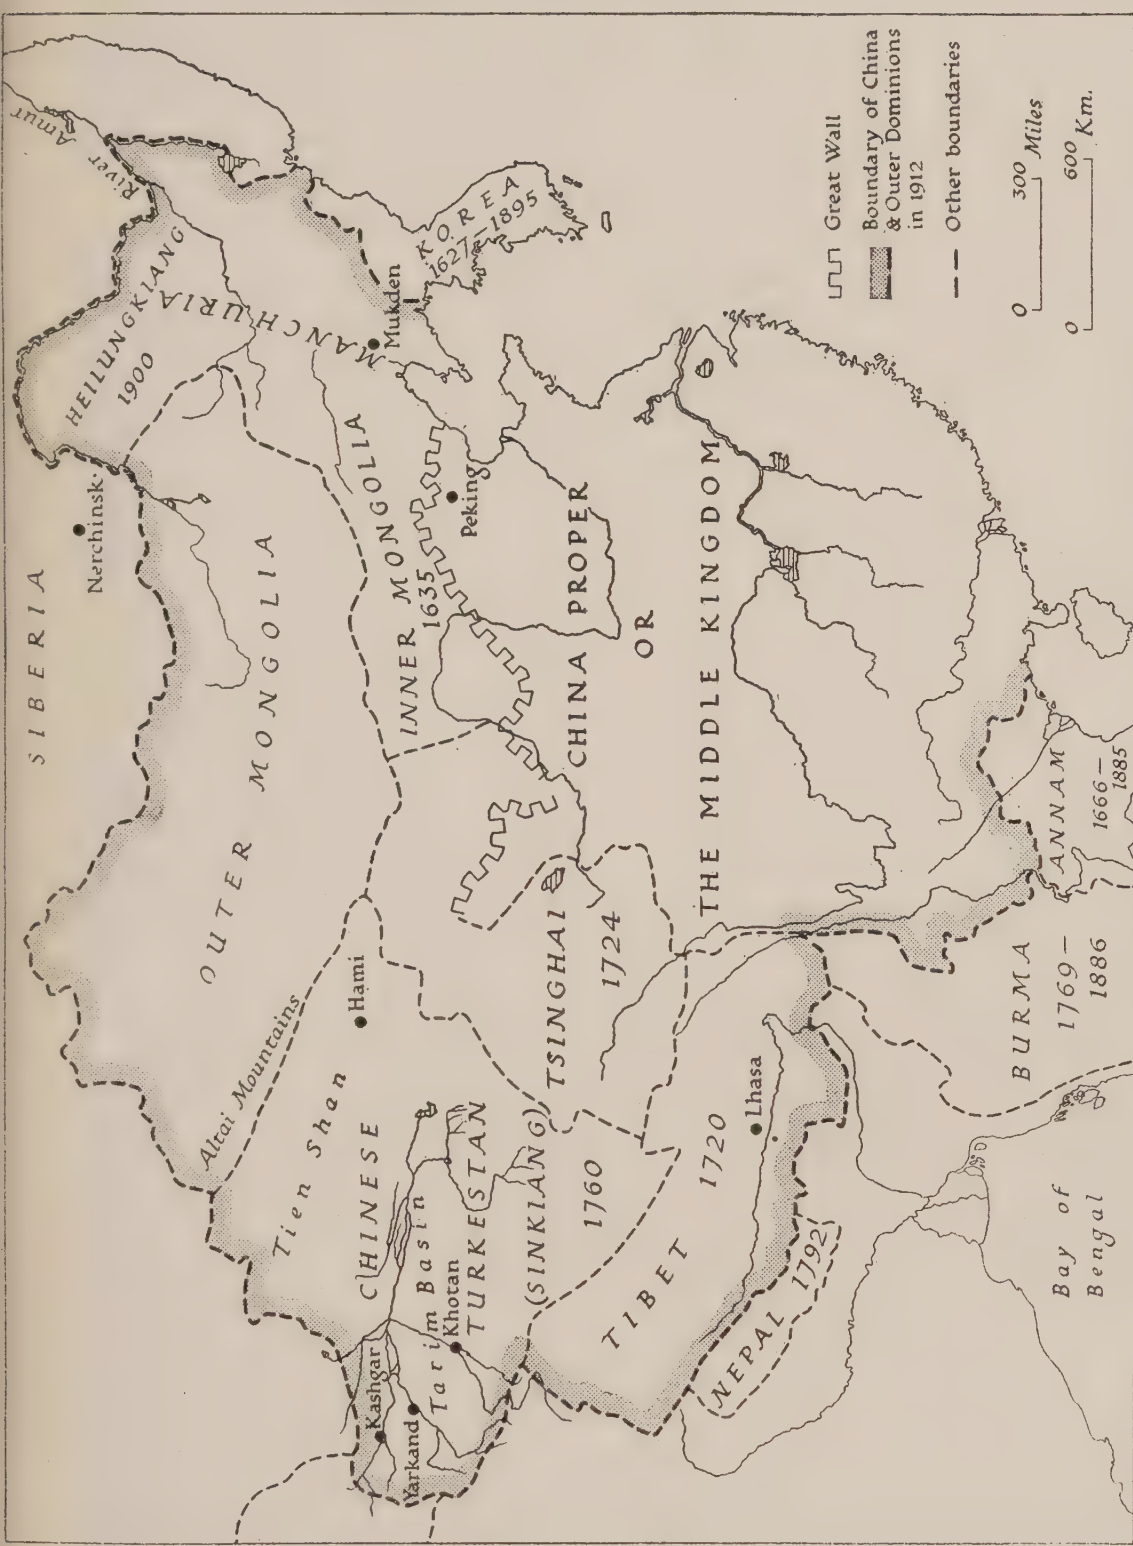 SIBERIA
River Amur
Nerchinsk
HEILUNGKIANG
1900
MANCHURIA
Mukden
KOREA
1627–1895
OUTER MONGOLIA
INNER MONGOLIA
1635
Peking
Altai Mountains
Hami
Tien Shan
CHINESE
TURKESTAN
(SINKIANG)
1760
Tarim Basin
Kashgar
Yarkand
Khotan
TSINGHAI
1724
CHINA PROPER
OR
THE MIDDLE KINGDOM
TIBET
1720
Lhasa
NEPAL
1792
BURMA
1769–
1886
ANNAM
1666–
1885
Bay of
Bengal
Great Wall
Boundary of China
& Outer Dominions
in 1912
Other boundaries
0 300 Miles
0 600 Km.